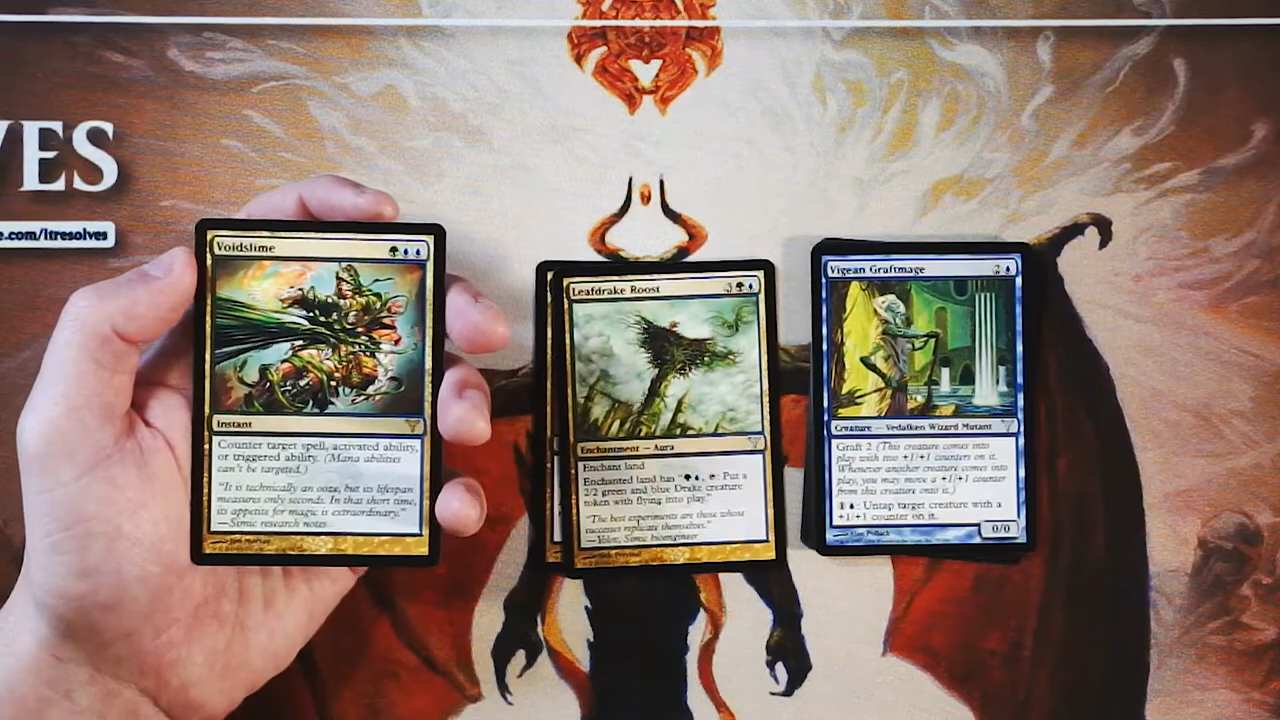 VES
e.com/ltresolves
Voidslime
Instant
Counter target spell, activated ability,
or triggered ability. (Mana abilities
can't be targeted.)
"It is technically an ooze, but its lifespan
measures only seconds. In that short time,
its appetite for magic is extraordinary."
—Simic research notes
Leafdrake Roost
3
Enchantment — Aura
Enchant land
Enchanted land has "
, : Put a
2/2 green and blue Drake creature
token with flying into play."
"The best experiments are those whose
successes replicate themselves."
—Yolov, Simic bioengineer
Vigean Graftmage
2
Creature — Vedalken Wizard Mutant
Graft 2 (This creature comes into
play with two +1/+1 counters on it.
Whenever another creature comes into
play, you may move a +1/+1 counter
from this creature onto it.)
1 : Untap target creature with a
+1/+1 counter on it.
0/0
Alan Pollack